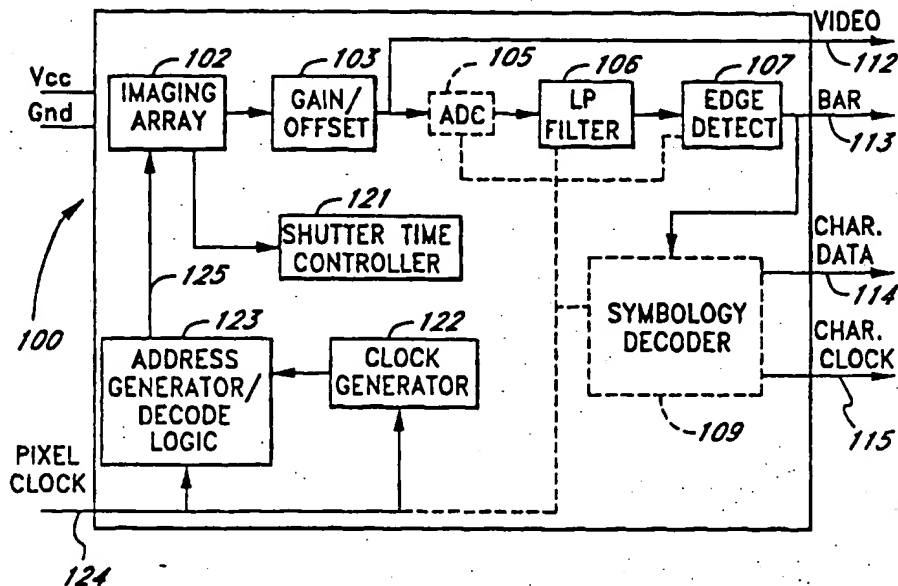 VIDEO
112
102
103
105
106
107
Vcc
Gnd
IMAGING
ARRAY
GAIN/
OFFSET
ADC
LP
FILTER
EDGE
DETECT
BAR
113
121
SHUTTER TIME
CONTROLLER
125
100
CHAR.
DATA
114
SYMBOLOGY
DECODER
109
CHAR.
CLOCK
115
123
ADDRESS
GENERATOR/
DECODE
LOGIC
122
CLOCK
GENERATOR
PIXEL
CLOCK
124